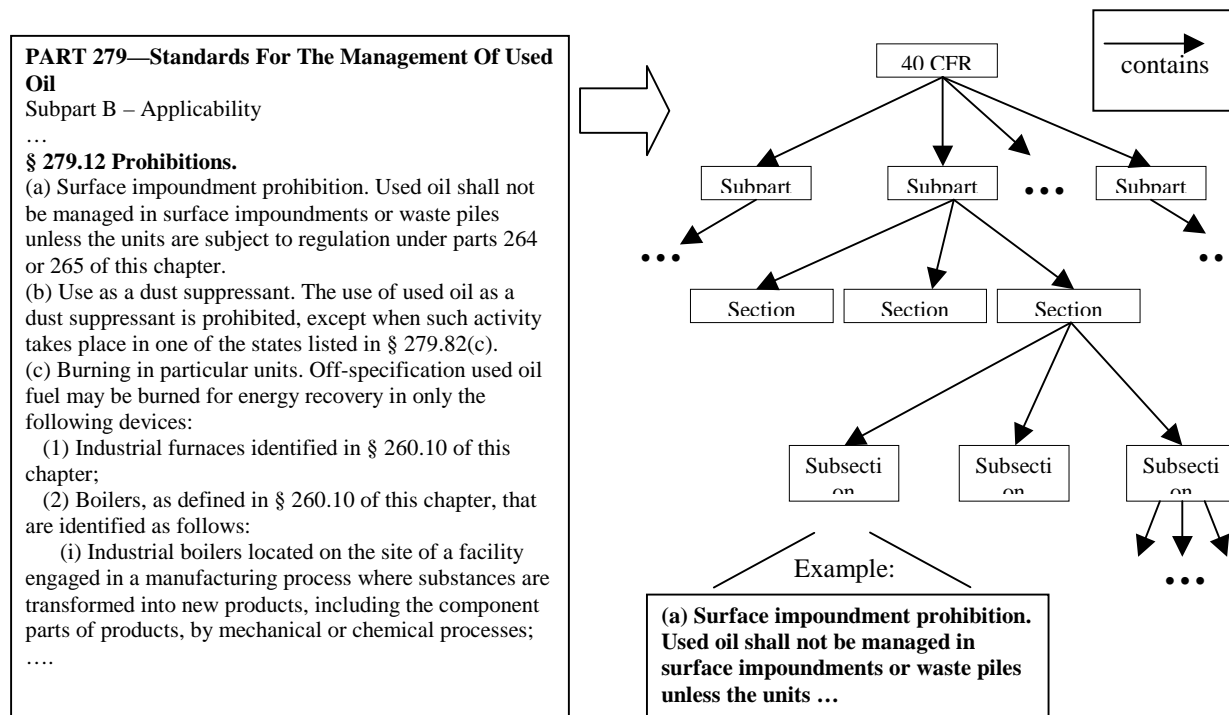 PART 279—Standards For The Management Of Used
Oil
Subpart B – Applicability
…
§ 279.12 Prohibitions.
(a) Surface impoundment prohibition. Used oil shall not
be managed in surface impoundments or waste piles
unless the units are subject to regulation under parts 264
or 265 of this chapter.
(b) Use as a dust suppressant. The use of used oil as a
dust suppressant is prohibited, except when such activity
takes place in one of the states listed in § 279.82(c).
(c) Burning in particular units. Off-specification used oil
fuel may be burned for energy recovery in only the
following devices:
(1) Industrial furnaces identified in § 260.10 of this
chapter;
(2) Boilers, as defined in § 260.10 of this chapter, that
are identified as follows:
(i) Industrial boilers located on the site of a facility
engaged in a manufacturing process where substances are
transformed into new products, including the component
parts of products, by mechanical or chemical processes;
….
contains
40 CFR
Subpart
Subpart
•••
Subpart
•••
••
Section
Section
Section
Subsecti
on
Subsecti
on
Subsecti
on
•••
Example:
(a) Surface impoundment prohibition.
Used oil shall not be managed in
surface impoundments or waste piles
unless the units …